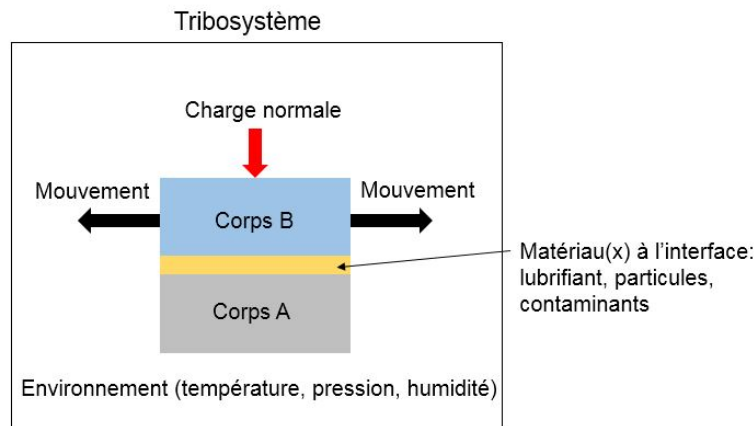 Tribosystème
Charge normale
Mouvement
Mouvement
Corps B
Matériau(x) à l'interface:
lubrifiant, particules,
contaminants
Corps A
Environnement (température, pression, humidité)